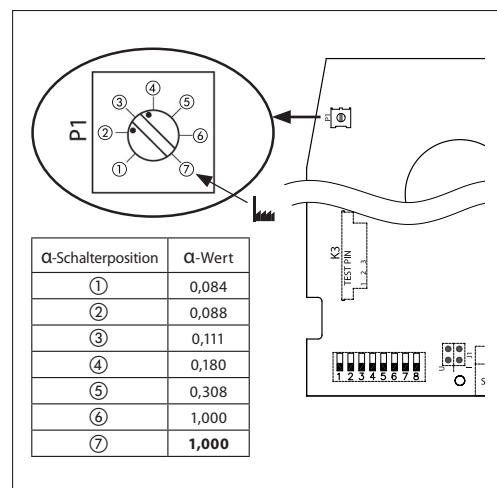 P1
①
②
③
④
⑤
⑥
⑦
P1
K3
TEST PIN
1 2 3
J1
U I
S
1 2 3 4 5 6 7 8
α-Schalterposition α-Wert
① 0,084
② 0,088
③ 0,111
④ 0,180
⑤ 0,308
⑥ 1,000
⑦ 1,000